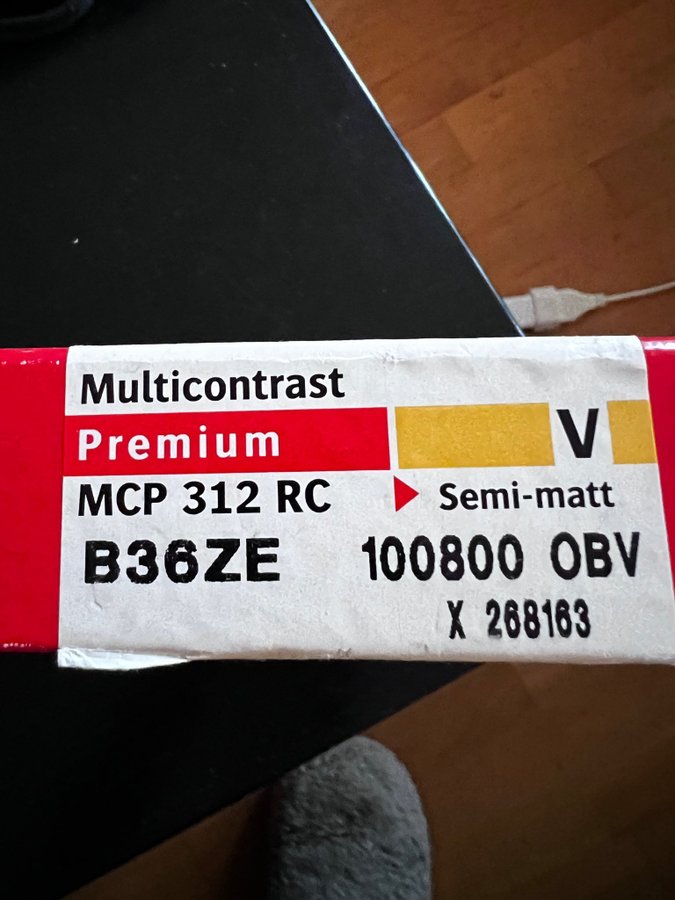 Multicontrast
Premium V
MCP 312 RC Semi-matt
B36ZE 100800 OBV
X 268163